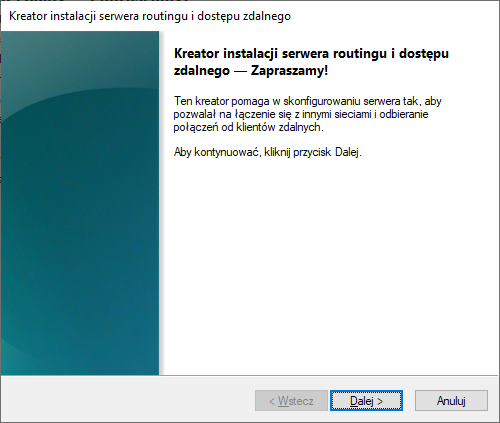 Kreator instalacji serwera routingu i dostępu zdalnego
Kreator instalacji serwera routingu i dostępu
zdalnego — Zapraszamy!
Ten kreator pomaga w skonfigurowaniu serwera tak, aby
pozwalał na łączenie się z innymi sieciami i odbieranie
połączeń od klientów zdalnych.
Aby kontynuować, kliknij przycisk Dalej.
< Wstecz
Dalej >
Anuluj